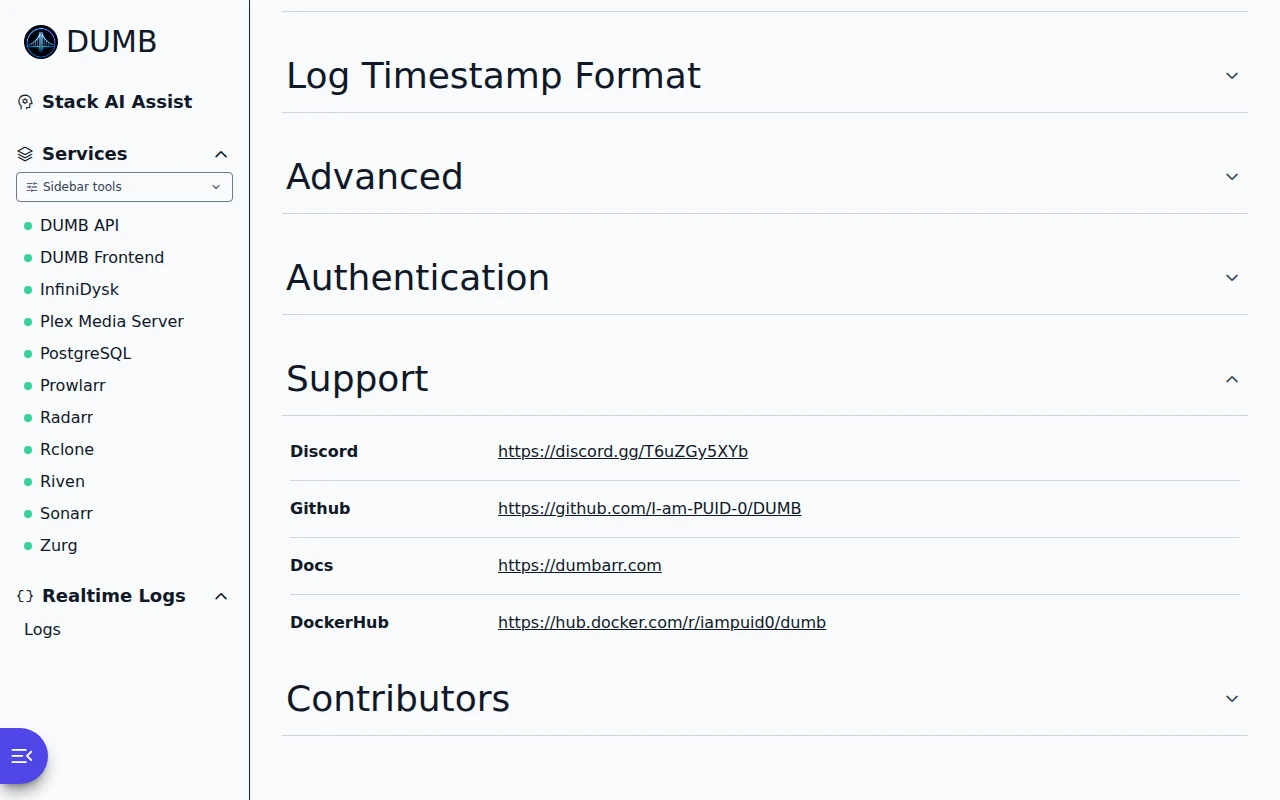 DUMB
Stack AI Assist
Services
Sidebar tools
DUMB API
DUMB Frontend
InfiniDysk
Plex Media Server
PostgreSQL
Prowlarr
Radarr
Rclone
Riven
Sonarr
Zurg
Realtime Logs
Logs
Log Timestamp Format
Advanced
Authentication
Support
Discord https://discord.gg/T6uZGy5XYb
Github https://github.com/I-am-PUID-0/DUMB
Docs https://dumbarr.com
DockerHub https://hub.docker.com/r/iampuid0/dumb
Contributors